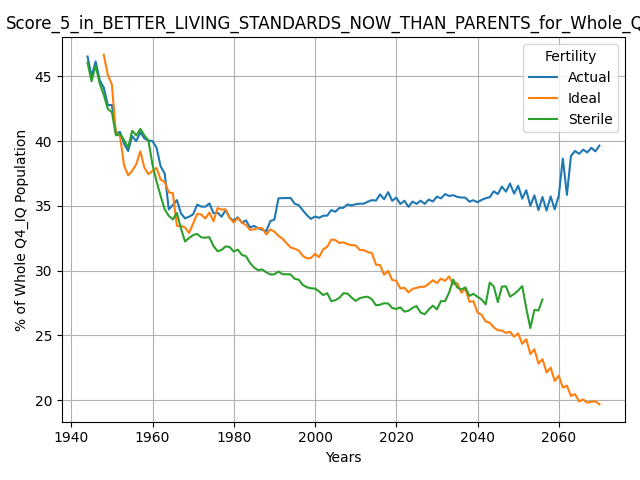 Score_5_in_BETTER_LIVING_STANDARDS_NOW_THAN_PARENTS_for_Whole_Q
Fertility
Actual
Ideal
Sterile
% of Whole Q4_IQ Population
45
40
35
30
25
20
1940 1960 1980 2000 2020 2040 2060
Years